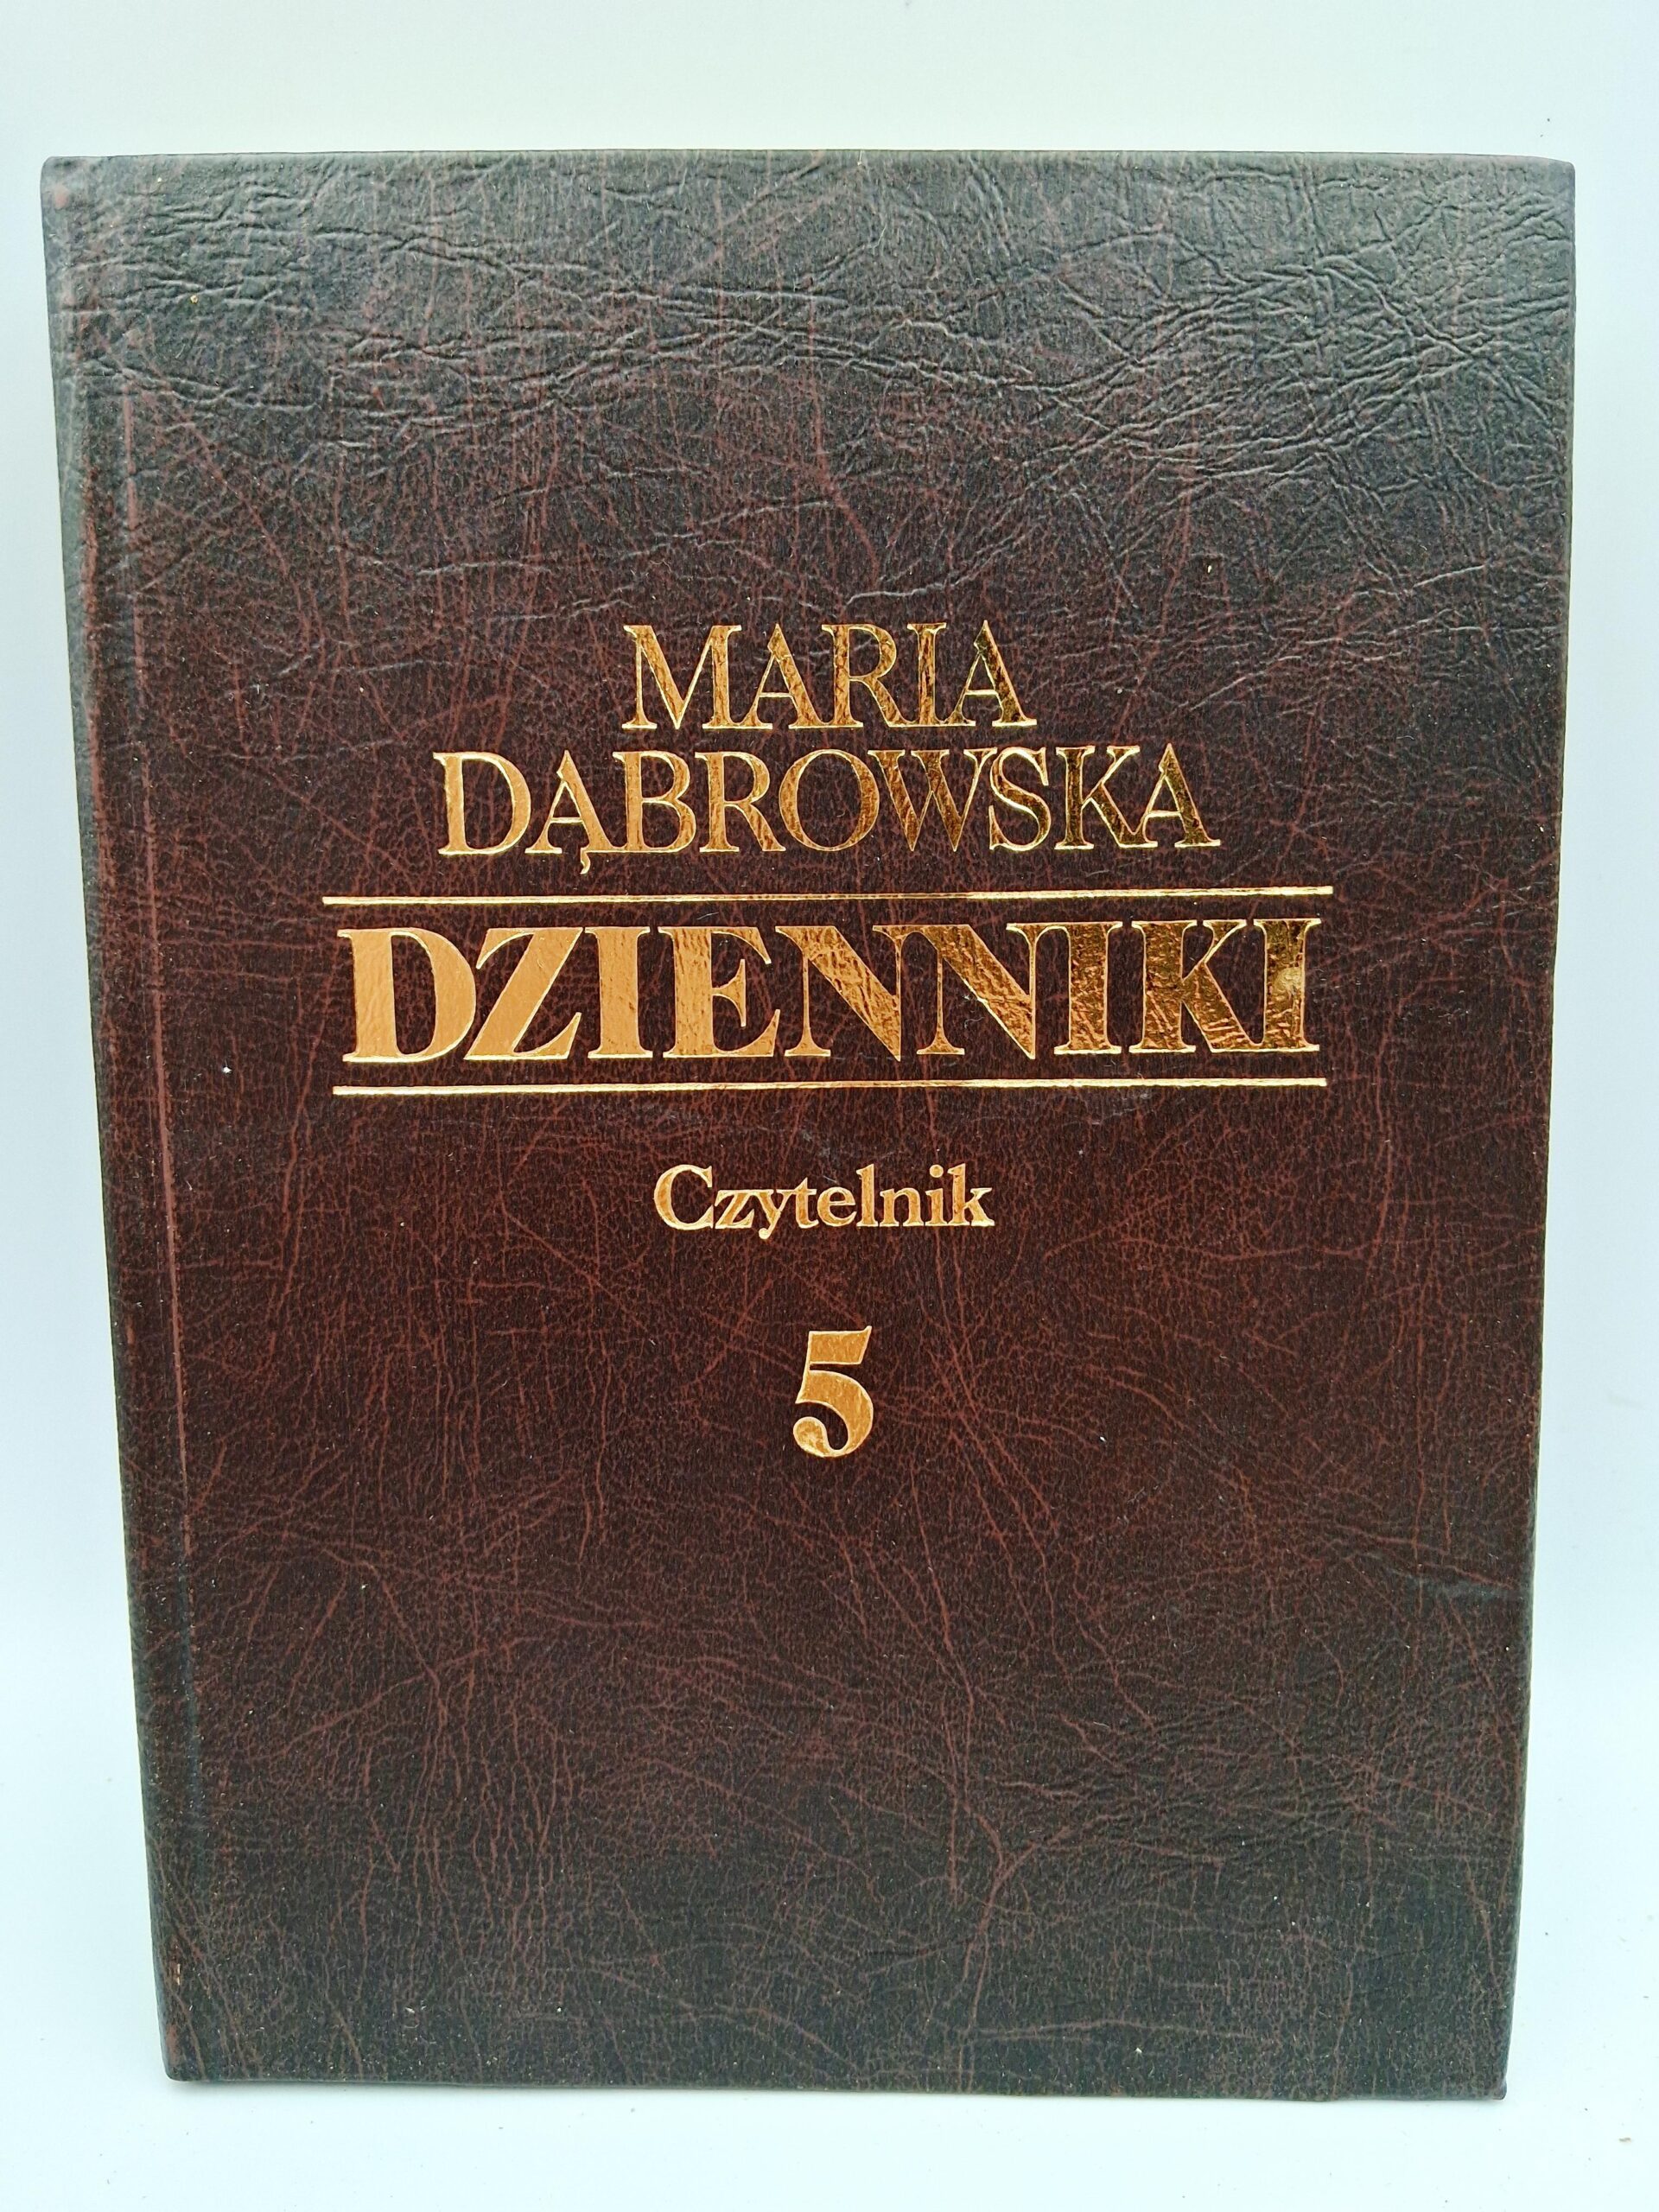 MARIA
DĄBROWSKA
DZIENNIKI
Czytelnik
5